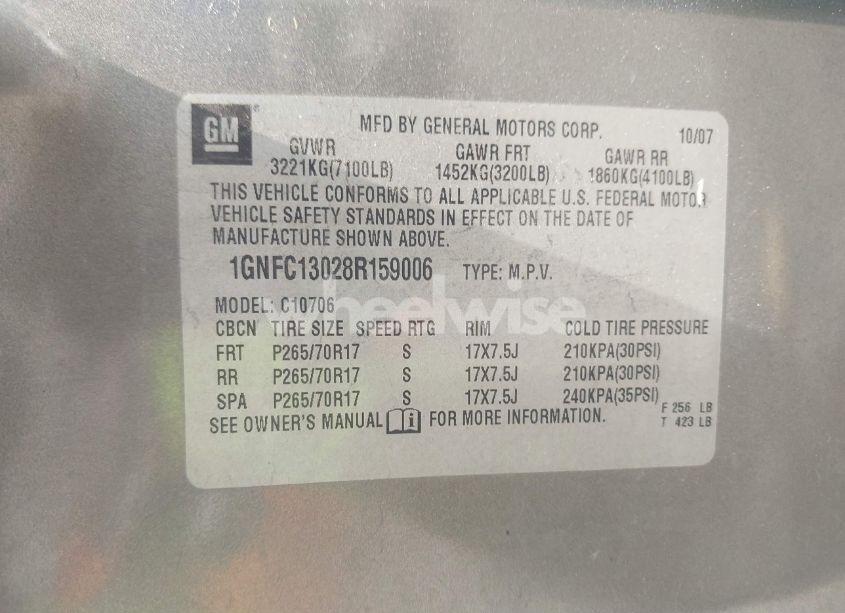 GM ®
MFD BY GENERAL MOTORS CORP. 10/07
GVWR GAWR FRT GAWR RR
3221KG(7100LB) 1452KG(3200LB) 1860KG(4100LB)
THIS VEHICLE CONFORMS TO ALL APPLICABLE U.S. FEDERAL MOTOR
VEHICLE SAFETY STANDARDS IN EFFECT ON THE DATE OF
MANUFACTURE SHOWN ABOVE.
1GNFC13028R159006 TYPE: M.P.V.
MODEL: C10706
heelwise
CBCN TIRE SIZE SPEED RTG RIM COLD TIRE PRESSURE
FRT P265/70R17 S 17X7.5J 210KPA(30PSI)
RR P265/70R17 S 17X7.5J 210KPA(30PSI)
SPA P265/70R17 S 17X7.5J 240KPA(35PSI)
F 256 LB
SEE OWNER'S MANUAL i FOR MORE INFORMATION. T 423 LB